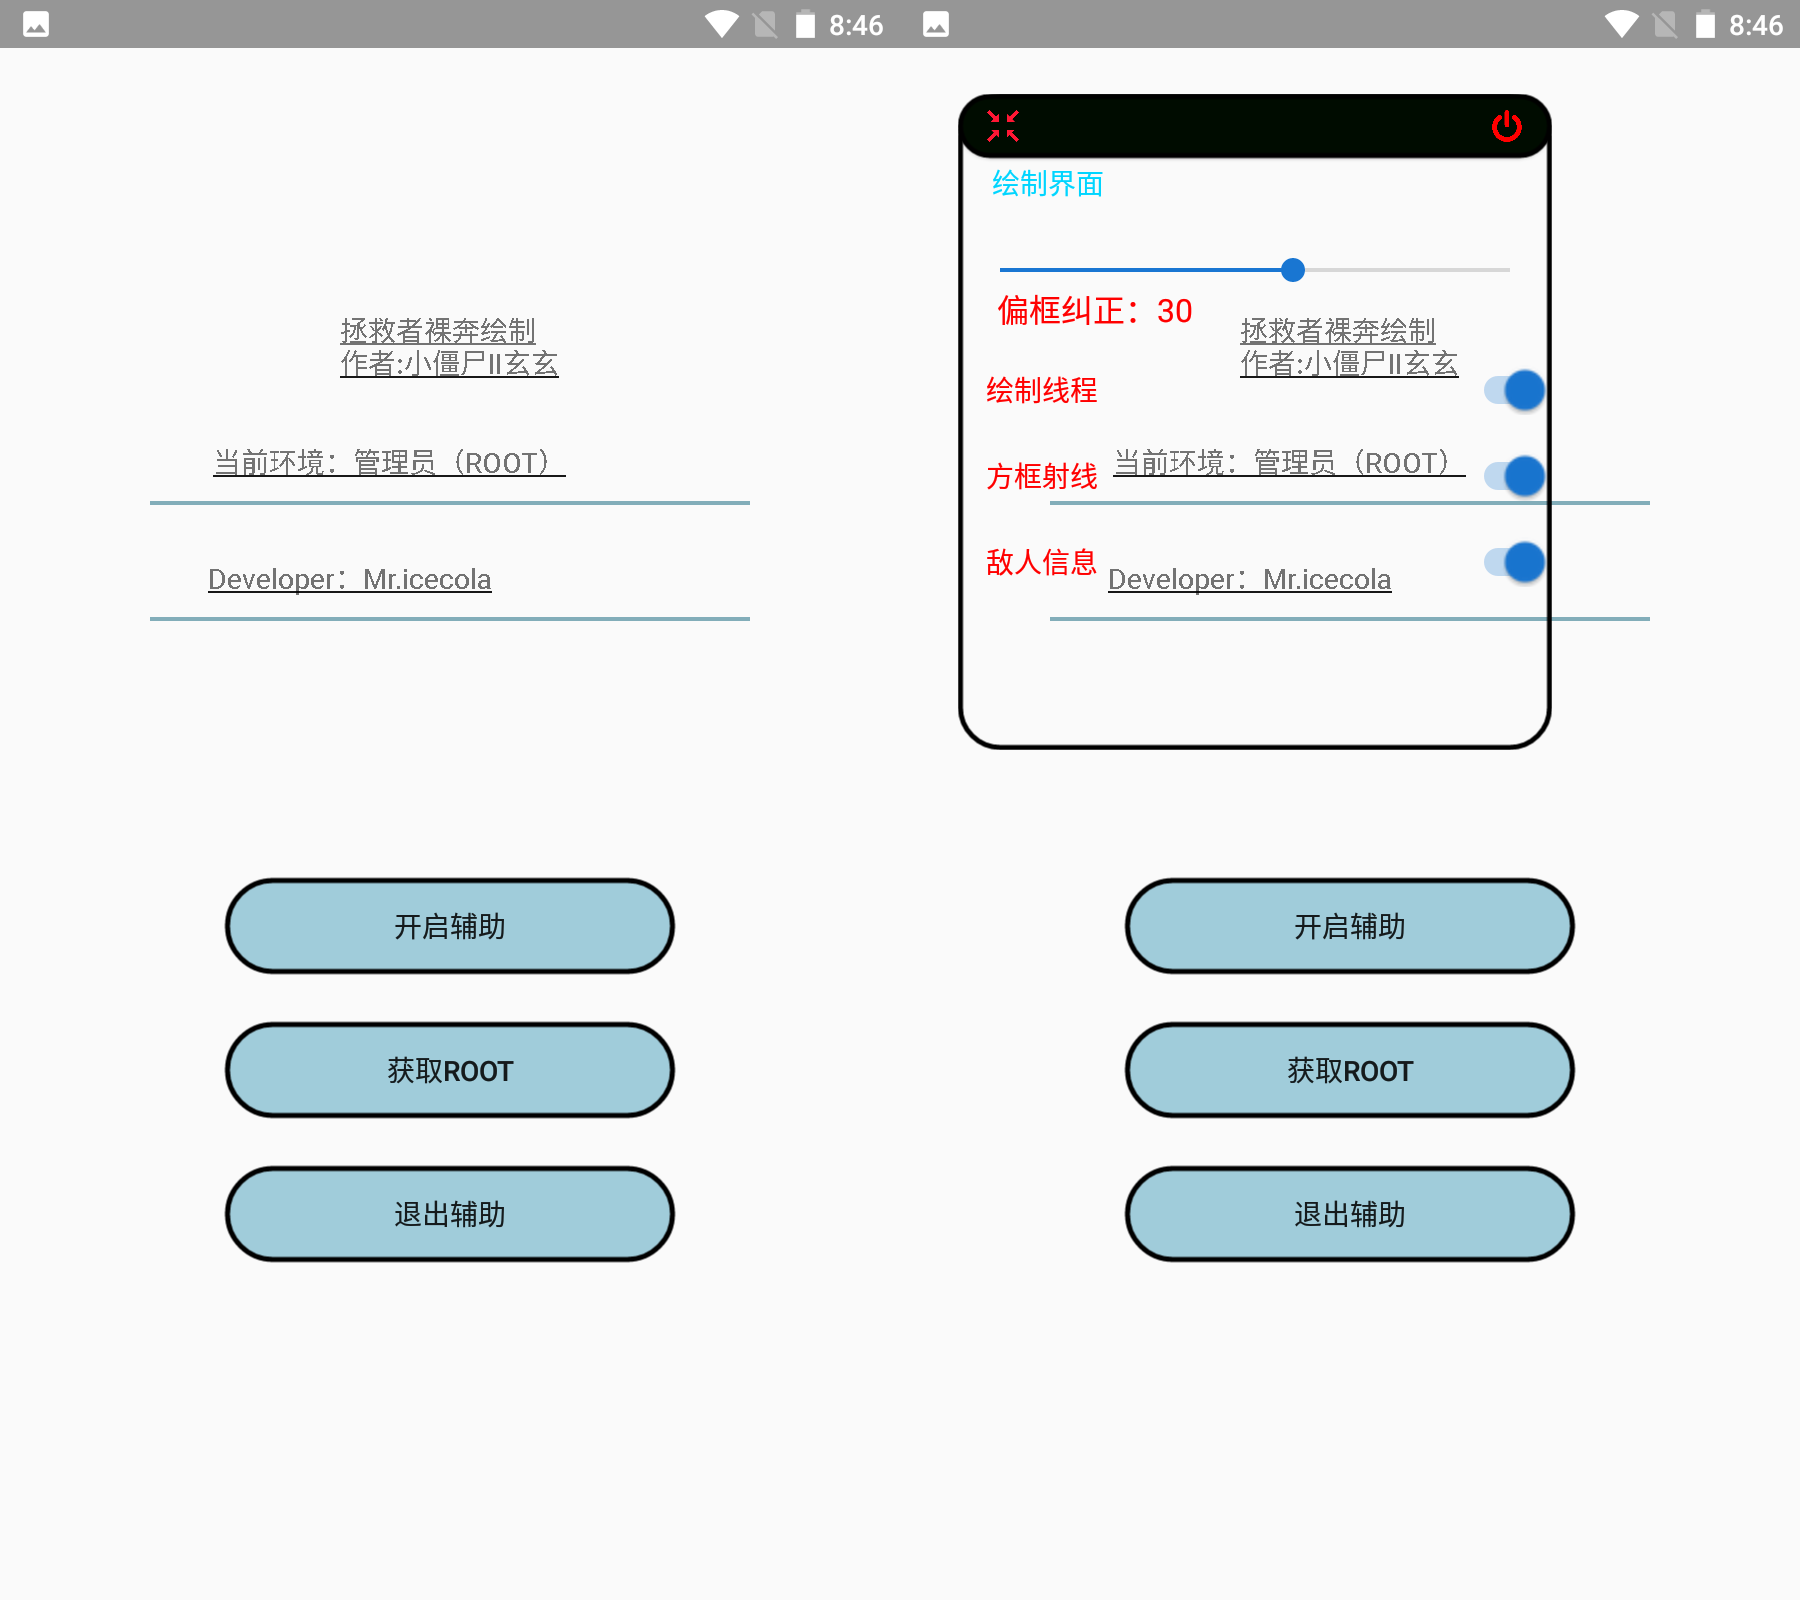 8:46
拯救者裸奔绘制
作者:小僵尸II玄玄
当前环境：管理员（ROOT）
Developer：Mr.icecola
开启辅助
获取ROOT
退出辅助
8:46
绘制界面
偏框纠正：30
拯救者裸奔绘制
作者:小僵尸II玄玄
绘制线程
方框射线
当前环境：管理员（ROOT）
敌人信息
Developer：Mr.icecola
开启辅助
获取ROOT
退出辅助